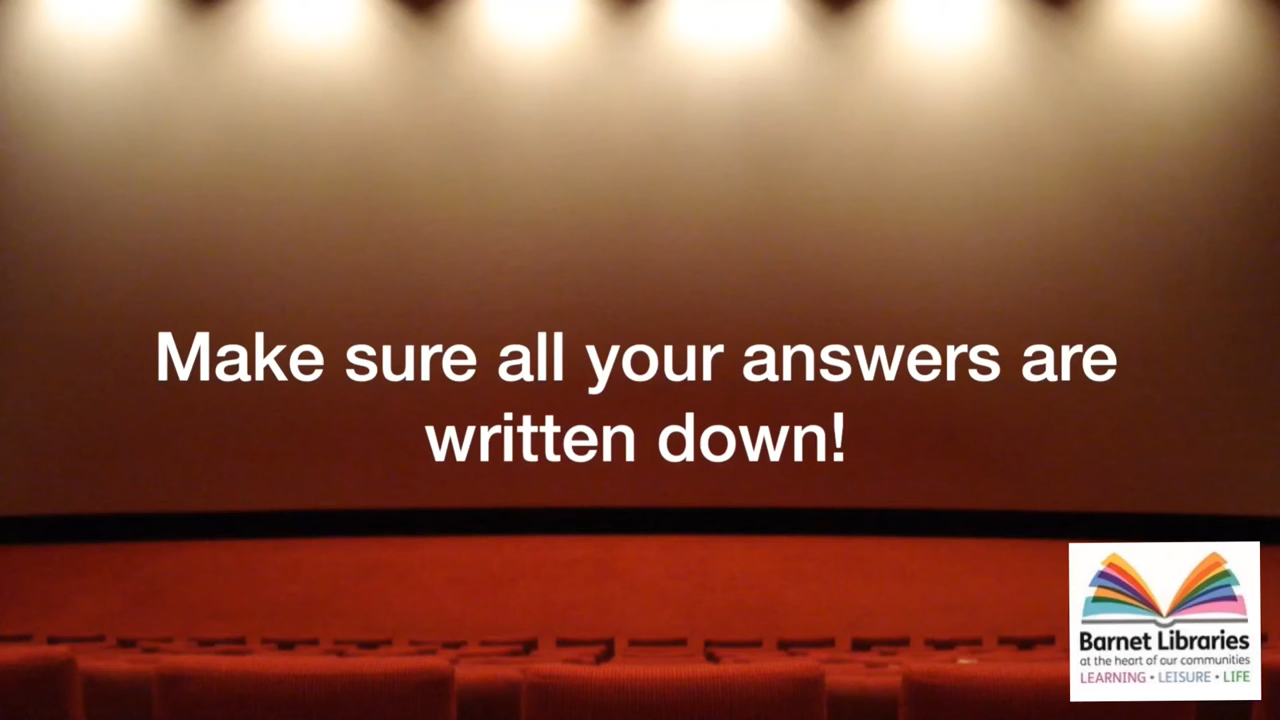 Make sure all your answers are
written down!
Barnet Libraries
at the heart of our communities
LEARNING • LEISURE • LIFE